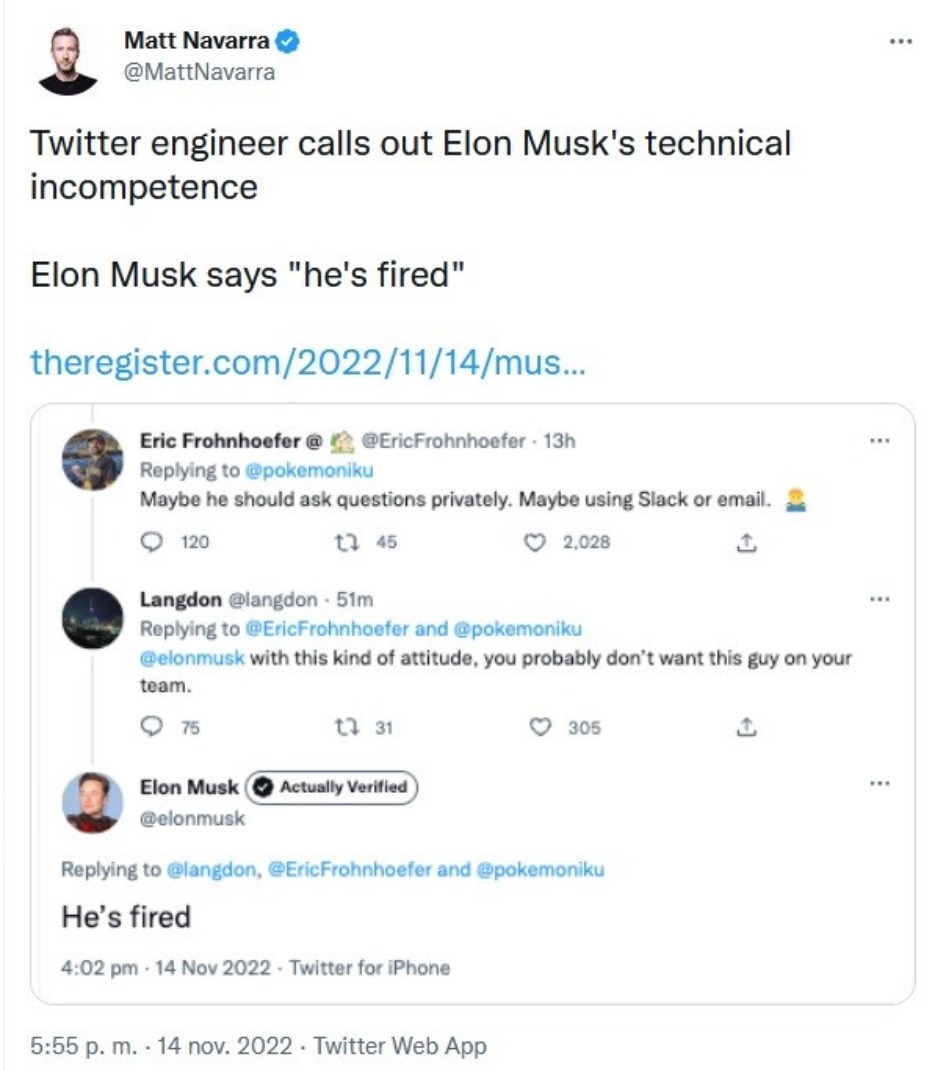 Matt Navarra
@MattNavarra
Twitter engineer calls out Elon Musk's technical
incompetence
Elon Musk says "he's fired"
theregister.com/2022/11/14/mus...
Eric Frohnhoefer @ 🏡 @EricFrohnhoefer · 13h
Replying to @pokemoniku
Maybe he should ask questions privately. Maybe using Slack or email.
120 45 2,028
Langdon @langdon · 51m
Replying to @EricFrohnhoefer and @pokemoniku
@elonmusk with this kind of attitude, you probably don't want this guy on your
team.
75 31 305
Elon Musk Actually Verified
@elonmusk
Replying to @langdon, @EricFrohnhoefer and @pokemoniku
He's fired
4:02 pm · 14 Nov 2022 · Twitter for iPhone
5:55 p. m. · 14 nov. 2022 · Twitter Web App